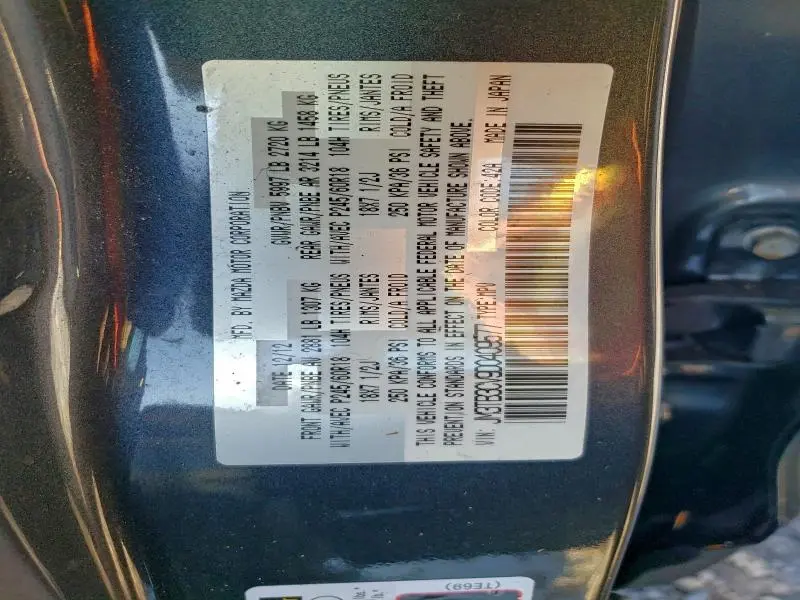 MFD. BY MAZDA MOTOR CORPORATION
DATE 12/12 GVWR/PNBV 5997 LB 2720 KG
FRONT GAWR/PNBE AV 2881 LB 1307 KG REAR GAWR/PNBE AR 3214 LB 1458 KG
WITH/AVEC P245/60R18 104H TIRES/PNEUS WITH/AVEC P245/60R18 104H TIRES/PNEUS
18X7 1/2J RIMS/JANTES 18X7 1/2J RIMS/JANTES
250 KPA/36 PSI COLD/A FROID 250 KPA/36 PSI COLD/A FROID
THIS VEHICLE CONFORMS TO ALL APPLICABLE FEDERAL MOTOR VEHICLE SAFETY AND THEFT
PREVENTION STANDARDS IN EFFECT ON THE DATE OF MANUFACTURE SHOWN ABOVE.
VIN: TYPE:MPV COLOR CODE:42A MADE IN JAPAN
(TE69)